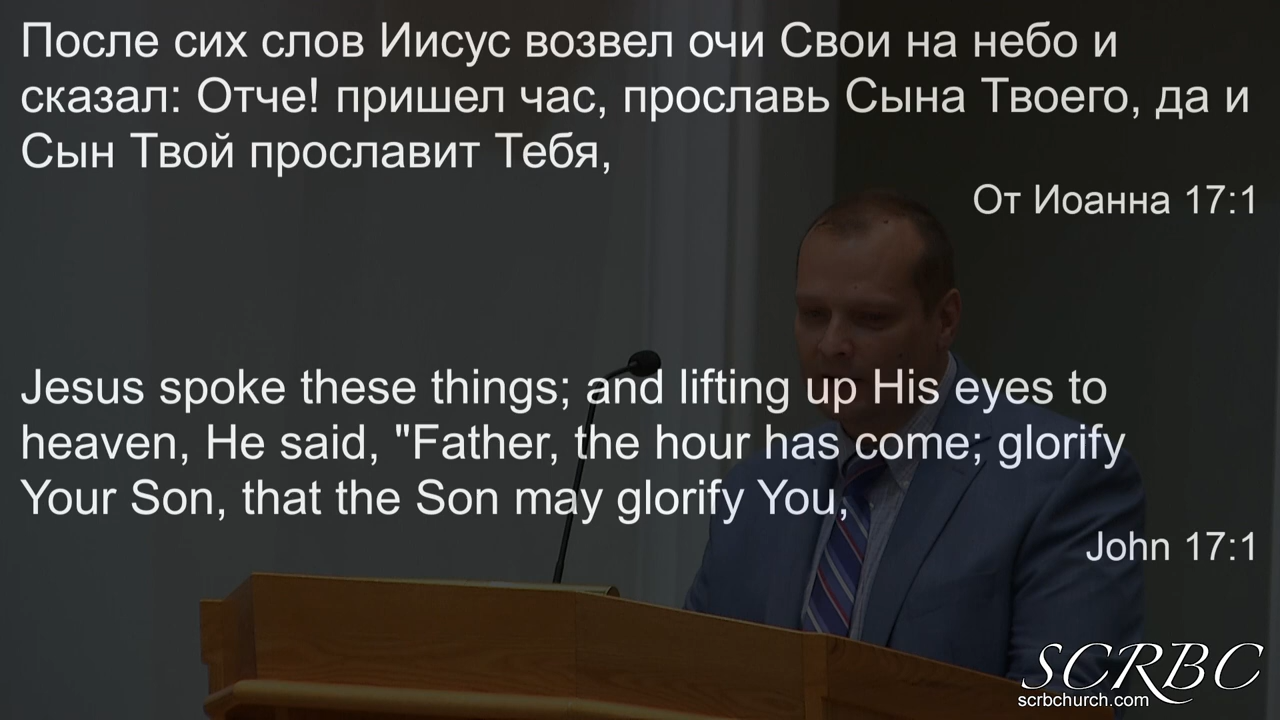 После сих слов Иисус возвел очи Свои на небо и
сказал: Отче! пришел час, прославь Сына Твоего, да и
Сын Твой прославит Тебя,
От Иоанна 17:1
Jesus spoke these things; and lifting up His eyes to
heaven, He said, "Father, the hour has come; glorify
Your Son, that the Son may glorify You,
John 17:1
SCRBC
scrbchurch.com